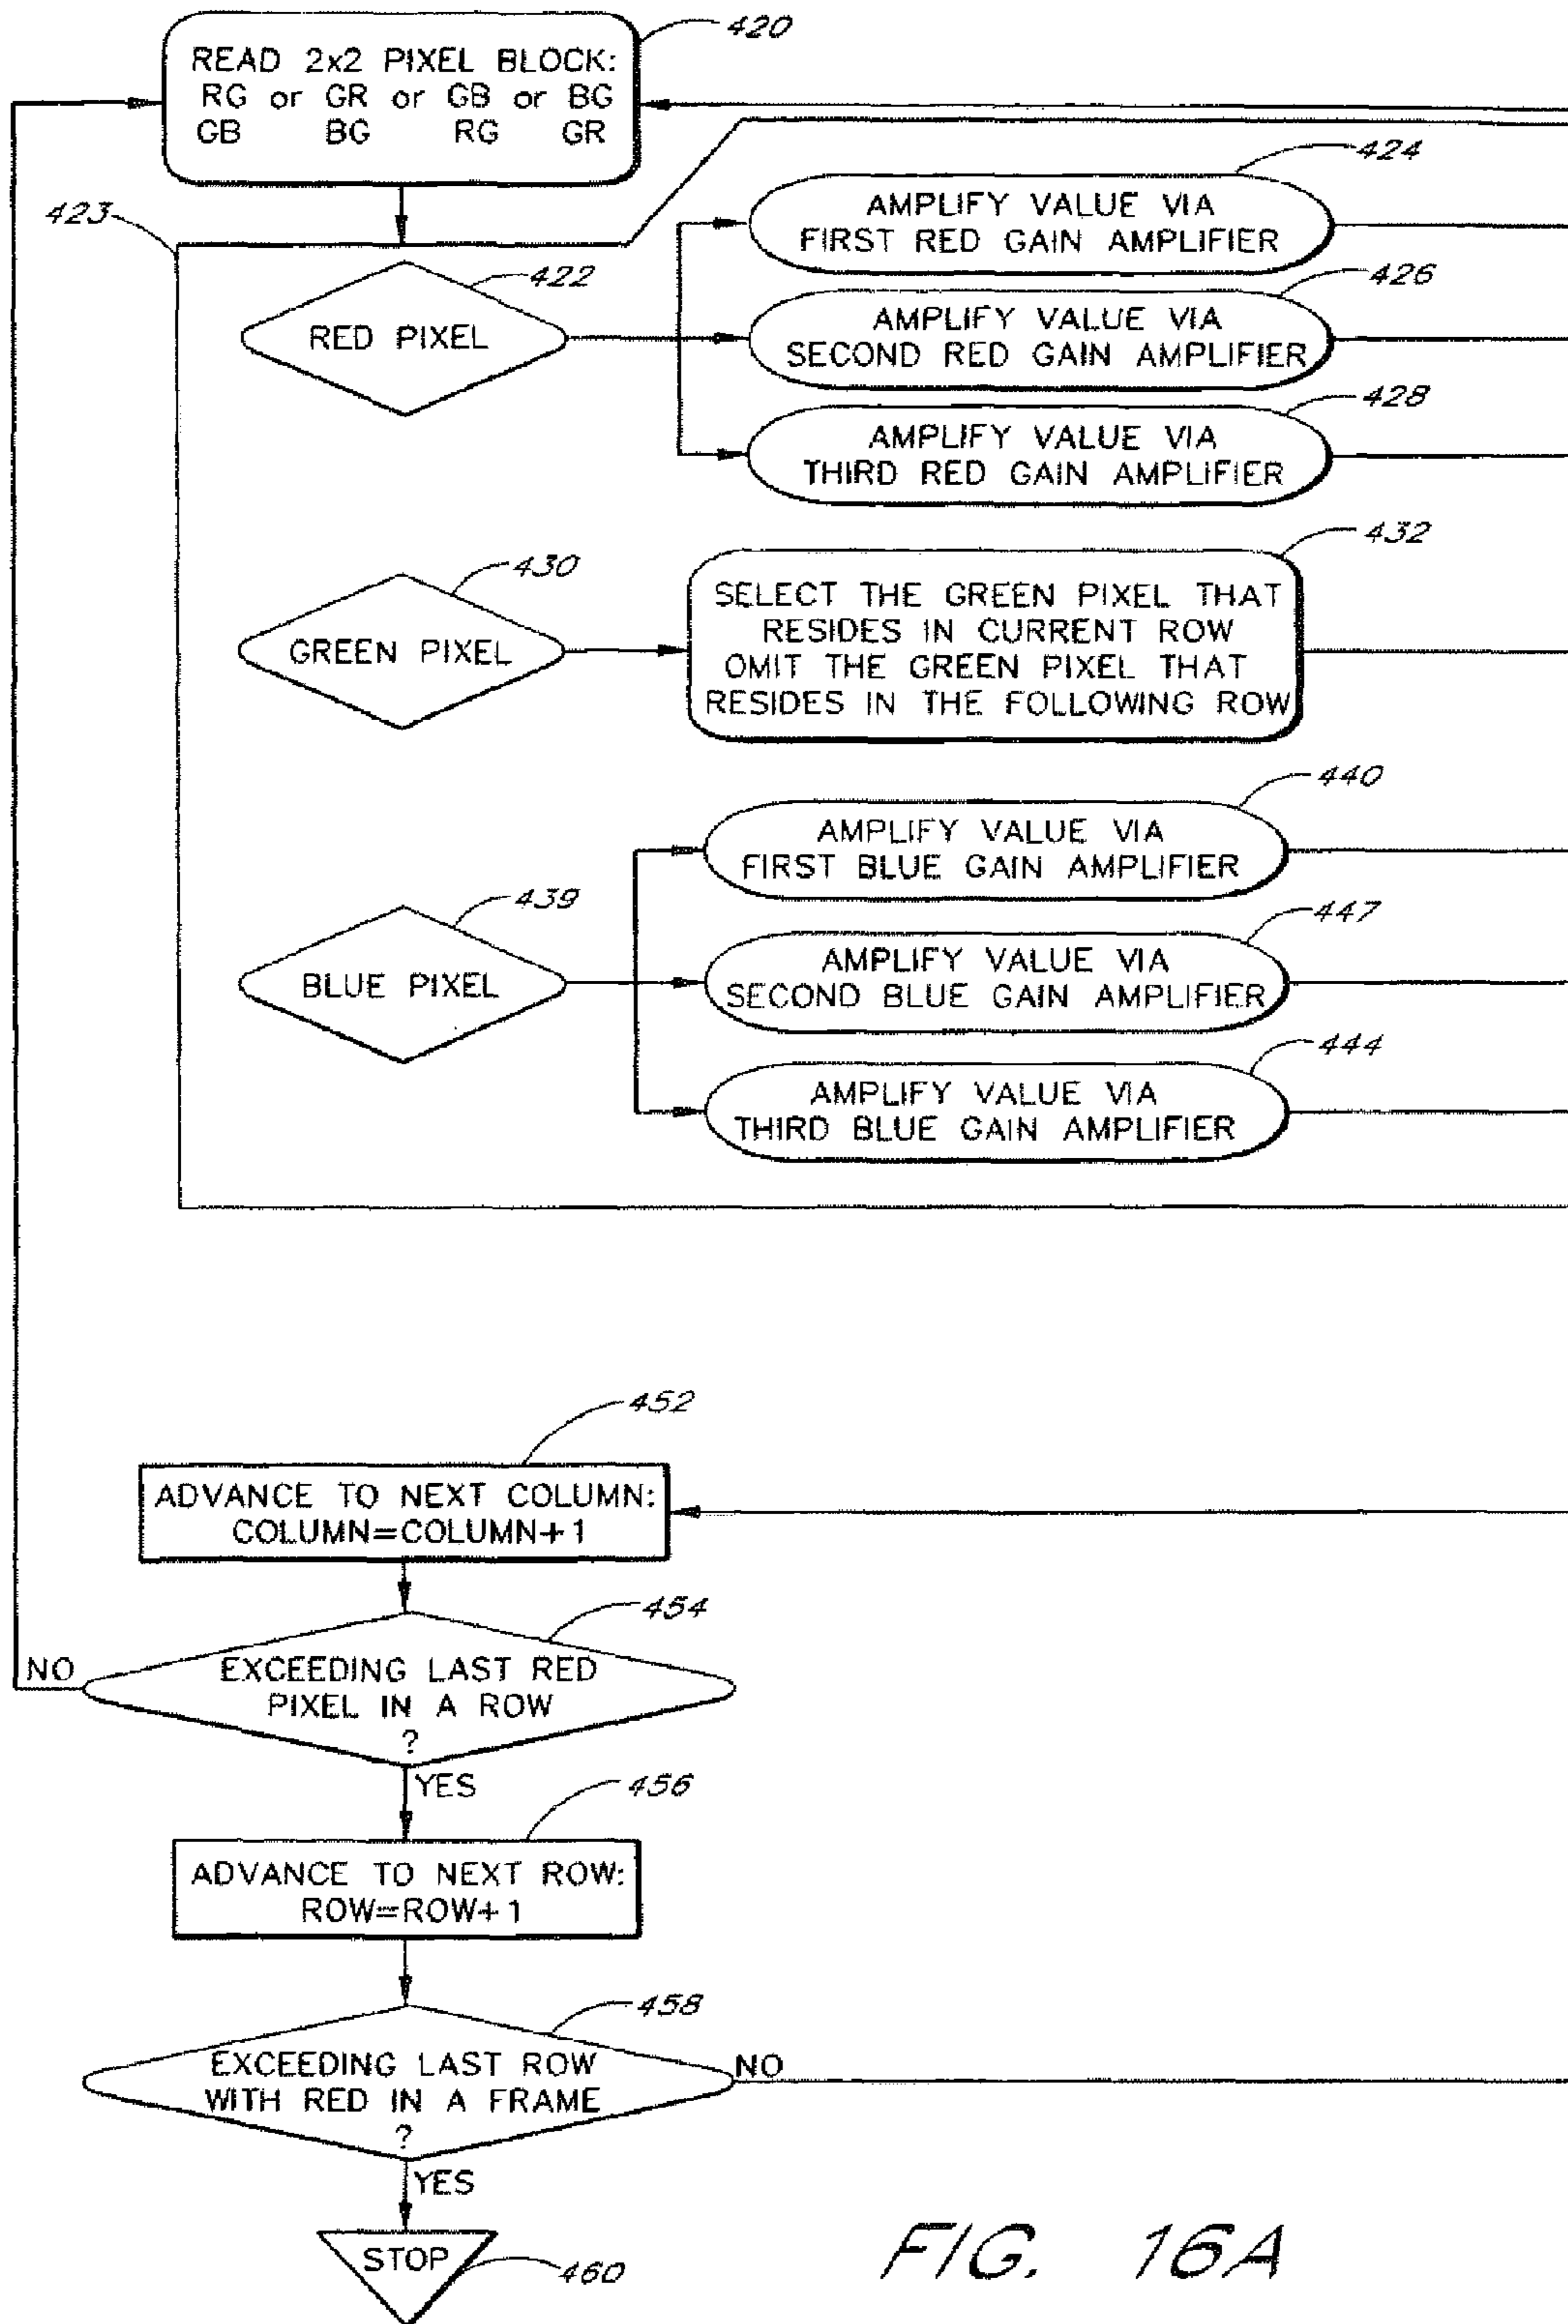 420
READ 2x2 PIXEL BLOCK:
RG or GR or GB or BG
GB BG RG GR
423
422
RED PIXEL
424
AMPLIFY VALUE VIA
FIRST RED GAIN AMPLIFIER
426
AMPLIFY VALUE VIA
SECOND RED GAIN AMPLIFIER
428
AMPLIFY VALUE VIA
THIRD RED GAIN AMPLIFIER
430
GREEN PIXEL
432
SELECT THE GREEN PIXEL THAT
RESIDES IN CURRENT ROW
OMIT THE GREEN PIXEL THAT
RESIDES IN THE FOLLOWING ROW
439
BLUE PIXEL
440
AMPLIFY VALUE VIA
FIRST BLUE GAIN AMPLIFIER
447
AMPLIFY VALUE VIA
SECOND BLUE GAIN AMPLIFIER
444
AMPLIFY VALUE VIA
THIRD BLUE GAIN AMPLIFIER
452
ADVANCE TO NEXT COLUMN:
COLUMN=COLUMN+1
454
EXCEEDING LAST RED
PIXEL IN A ROW
?
NO
YES
456
ADVANCE TO NEXT ROW:
ROW=ROW+1
458
EXCEEDING LAST ROW
WITH RED IN A FRAME
?
NO
YES
STOP
460
FIG. 16A